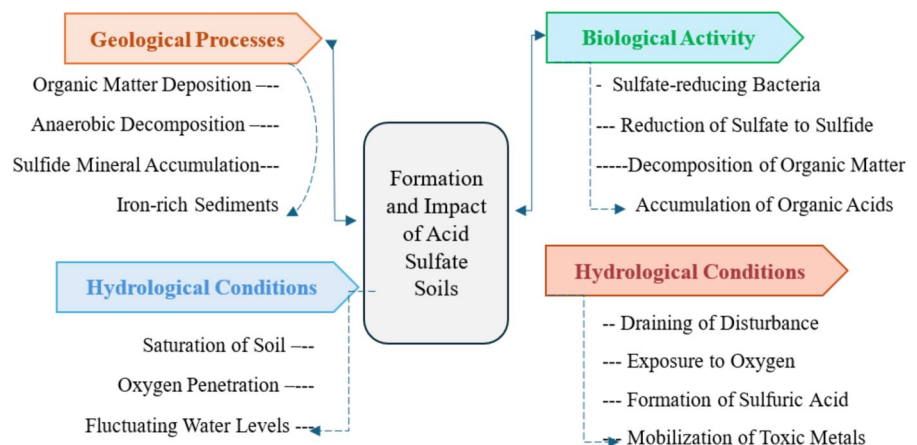 Geological Processes
Organic Matter Deposition ----
Anaerobic Decomposition ----
Sulfide Mineral Accumulation---
Iron-rich Sediments
Hydrological Conditions
Saturation of Soil ----
Oxygen Penetration ----
Fluctuating Water Levels ---
Formation
and Impact
of Acid
Sulfate
Soils
Biological Activity
- Sulfate-reducing Bacteria
--- Reduction of Sulfate to Sulfide
-----Decomposition of Organic Matter
Accumulation of Organic Acids
Hydrological Conditions
-- Draining of Disturbance
--- Exposure to Oxygen
--- Formation of Sulfuric Acid
--- Mobilization of Toxic Metals